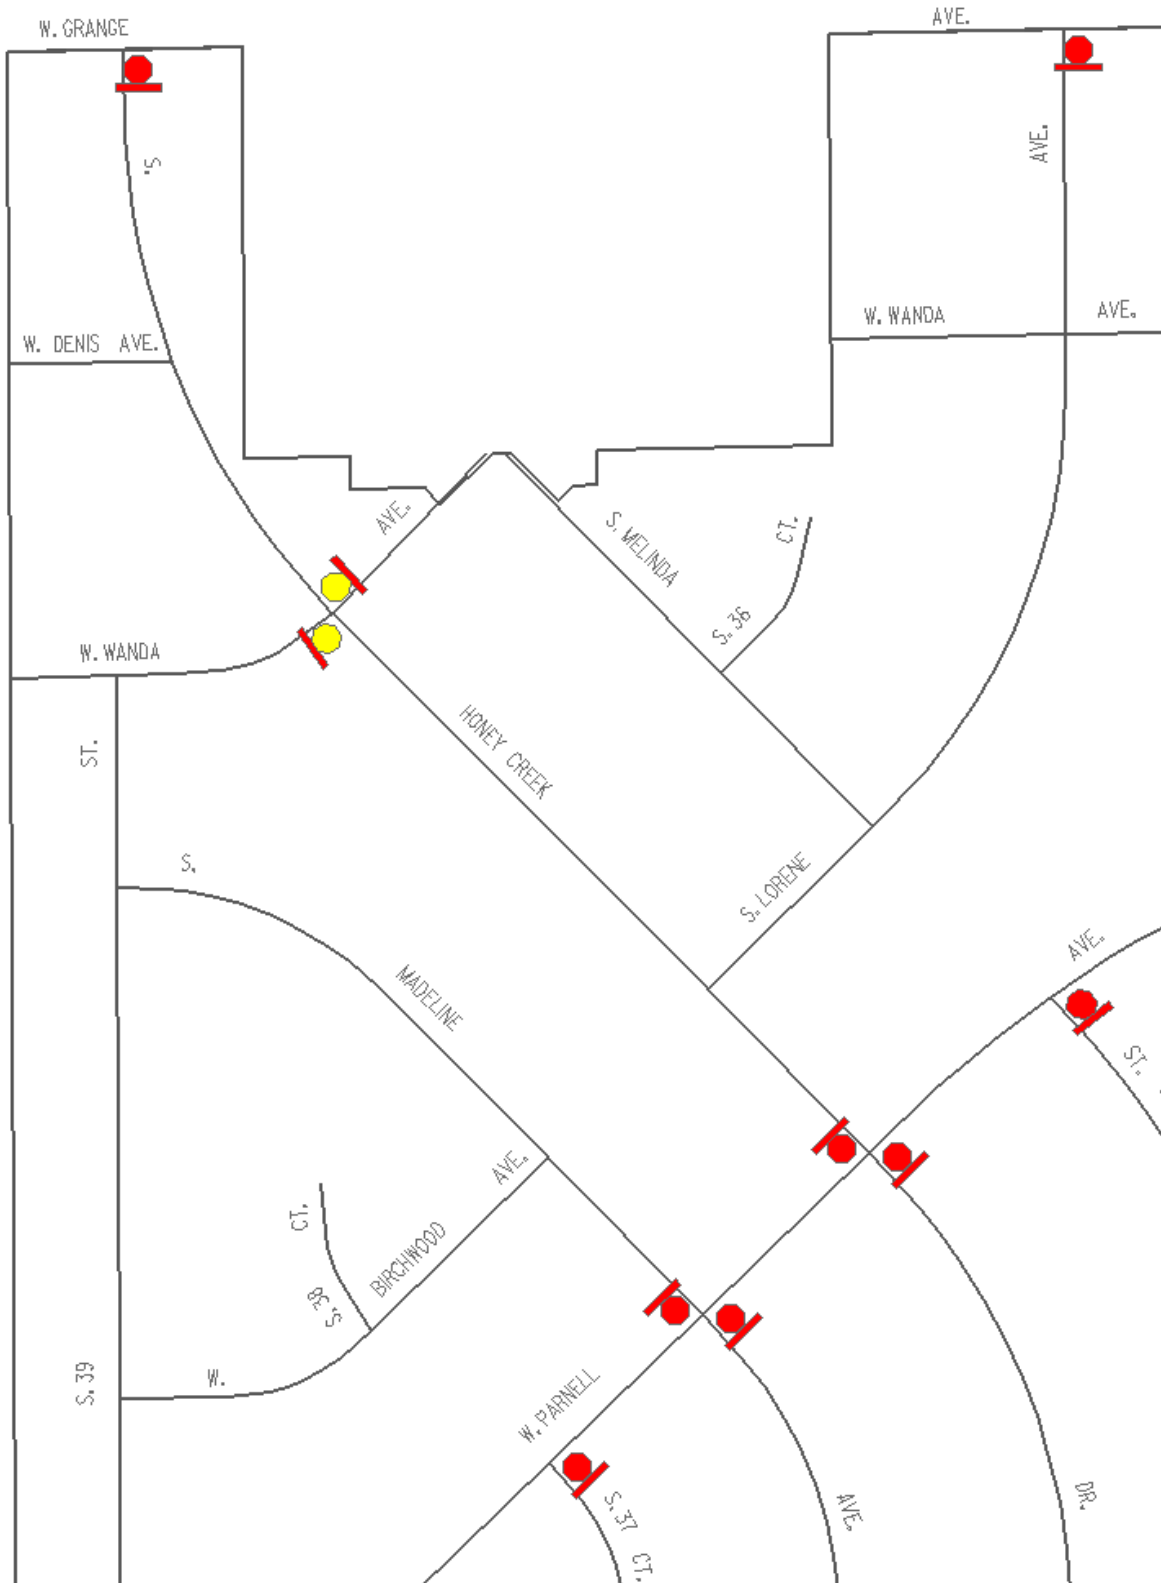 W. GRANGE
AVE.
S.
AVE.
W. DENIS AVE.
W. WANDA
AVE.
AVE.
S. MELINDA
CT.
S. 36
W. WANDA
HONEY CREEK
ST.
S.
S. LORENE
MADELINE
AVE.
ST.
AVE.
CT.
S. 38
BIRCHWOOD
W.
S. 39
W. PARNELL
S. 37 CT.
AVE.
DR.